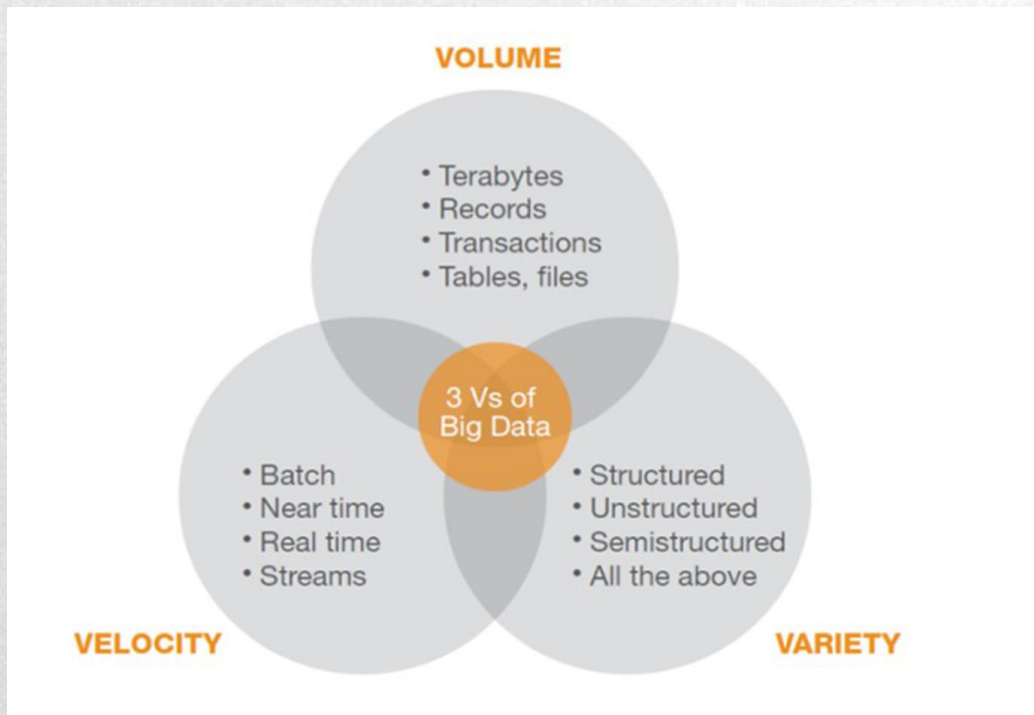 VOLUME
• Terabytes
• Records
• Transactions
• Tables, files
3 Vs of
Big Data
• Batch
• Near time
• Real time
• Streams
• Structured
• Unstructured
• Semistructured
• All the above
VELOCITY
VARIETY